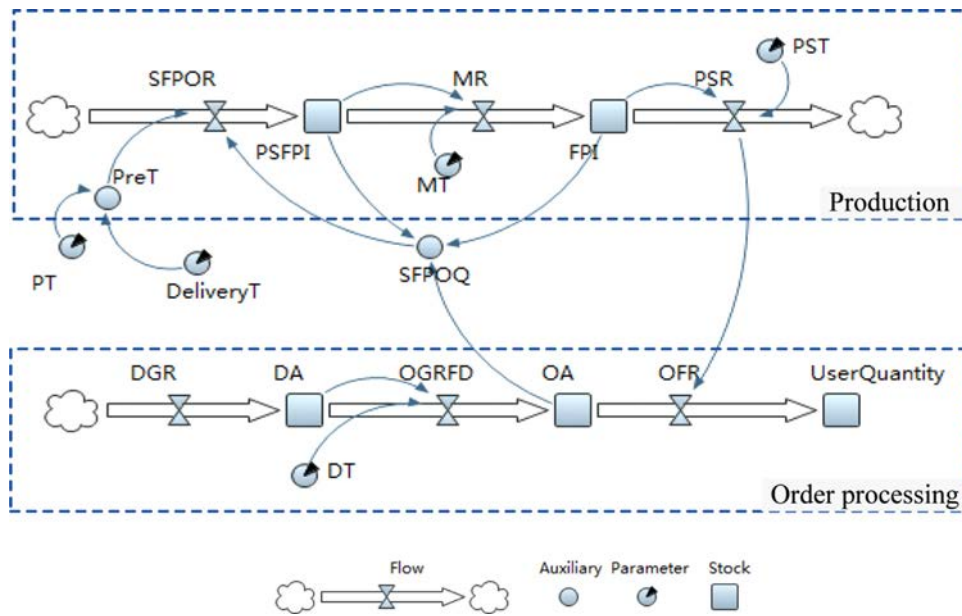 PST
SFPOR
MR
PSR
PSFPI
FPI
MT
PreT
Production
PT
DeliveryT
SFPOQ
DGR
DA
OGRFD
OA
OFR
UserQuantity
DT
Order processing
Flow
Auxiliary
Parameter
Stock